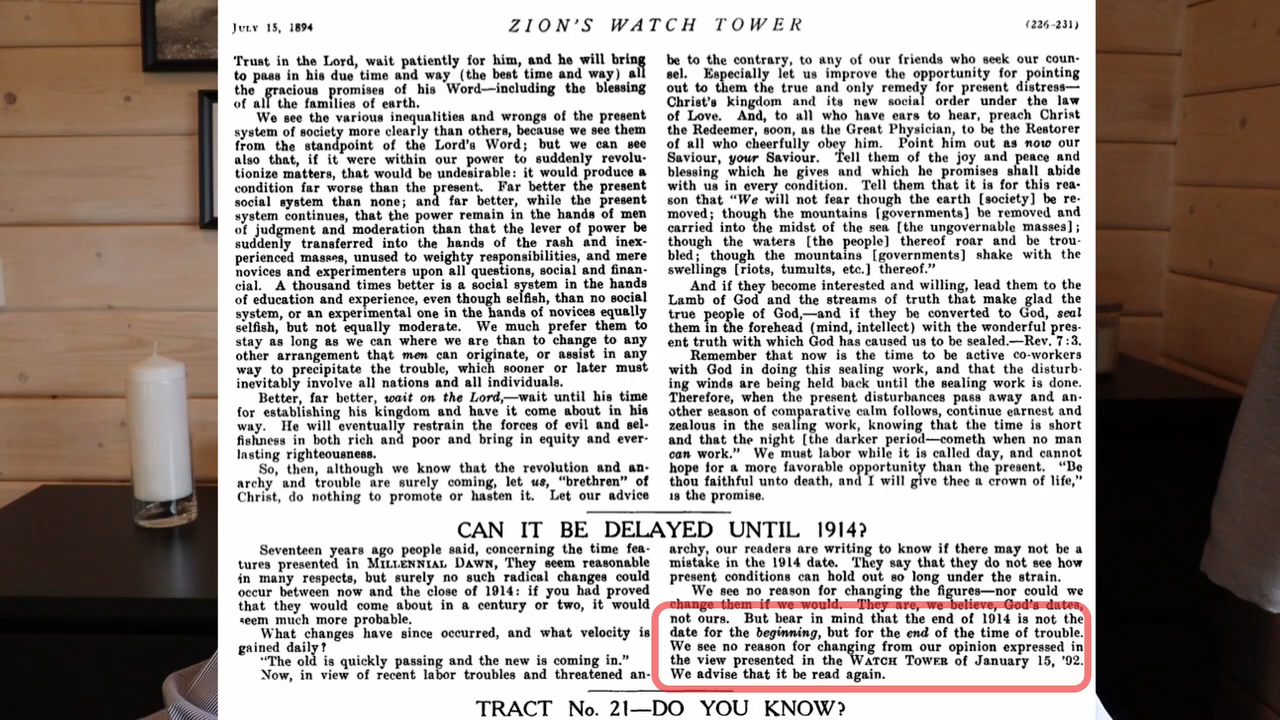 JULY 15, 1894
ZION'S WATCH TOWER
(226-231)
Trust in the Lord, wait patiently for him, and he will bring
to pass in his due time and way (the best time and way) all
the gracious promises of his Word—including the blessing
of all the families of earth.
We see the various inequalities and wrongs of the present
system of society more clearly than others, because we see them
from the standpoint of the Lord's Word; but we can see
also that, if it were within our power to suddenly revolu-
tionize matters, that would be undesirable: it would produce a
condition far worse than the present. Far better the present
social system than none; and far better, while the present
system continues, that the power remain in the hands of men
of judgment and moderation than that the lever of power be
suddenly transferred into the hands of the rash and inex-
perienced masses, unused to weighty responsibilities, and mere
novices and experimenters upon all questions, social and finan-
cial. A thousand times better is a social system in the hands
of education and experience, even though selfish, than no social
system, or an experimental one in the hands of novices equally
selfish, but not equally moderate. We much prefer them to
stay as long as we can where we are than to change to any
other arrangement that men can originate, or assist in any
way to precipitate the trouble, which sooner or later must
inevitably involve all nations and all individuals.
Better, far better, wait on the Lord,—wait until his time
for establishing his kingdom and have it come about in his
way. He will eventually restrain the forces of evil and sel-
fishness in both rich and poor and bring in equity and ever-
lasting righteousness.
So, then, although we know that the revolution and an-
archy and trouble are surely coming, let us, "brethren" of
Christ, do nothing to promote or hasten it. Let our advice
be to the contrary, to any of our friends who seek our coun-
sel. Especially let us improve the opportunity for pointing
out to them the true and only remedy for present distress—
Christ's kingdom and its new social order under the law
of Love. And, to all who have ears to hear, preach Christ
the Redeemer, soon, as the Great Physician, to be the Restorer
of all who cheerfully obey him. Point him out as now our
Saviour, your Saviour. Tell them of the joy and peace and
blessing which he gives and which he promises shall abide
with us in every condition. Tell them that it is for this rea-
son that "We will not fear though the earth [society] be re-
moved; though the mountains [governments] be removed and
carried into the midst of the sea [the ungovernable masses];
though the waters [the people] thereof roar and be trou-
bled; though the mountains [governments] shake with the
swellings [riots, tumults, etc.] thereof."
And if they become interested and willing, lead them to the
Lamb of God and the streams of truth that make glad the
true people of God,—and if they be converted to God, seal
them in the forehead (mind, intellect) with the wonderful pres-
ent truth with which God has caused us to be sealed.—Rev. 7:3.
Remember that now is the time to be active co-workers
with God in doing this sealing work, and that the disturb-
ing winds are being held back until the sealing work is done.
Therefore, when the present disturbances pass away and an-
other season of comparative calm follows, continue earnest and
zealous in the sealing work, knowing that the time is short
and that the night [the darker period—cometh when no man
can work." We must labor while it is called day, and cannot
hope for a more favorable opportunity than the present. "Be
thou faithful unto death, and I will give thee a crown of life,"
is the promise.
CAN IT BE DELAYED UNTIL 1914?
Seventeen years ago people said, concerning the time fea-
tures presented in MILLENNIAL DAWN, They seem reasonable
in many respects, but surely no such radical changes could
occur between now and the close of 1914: if you had proved
that they would come about in a century or two, it would
seem much more probable.
What changes have since occurred, and what velocity is
gained daily?
"The old is quickly passing and the new is coming in."
Now, in view of recent labor troubles and threatened an-
archy, our readers are writing to know if there may not be a
mistake in the 1914 date. They say that they do not see how
present conditions can hold out so long under the strain.
We see no reason for changing the figures—nor could we
change them if we would. They are, we believe, God's dates,
not ours. But bear in mind that the end of 1914 is not the
date for the beginning, but for the end of the time of trouble.
We see no reason for changing from our opinion expressed in
the view presented in the WATCH TOWER of January 15, '92.
We advise that it be read again.
TRACT No. 21—DO YOU KNOW?